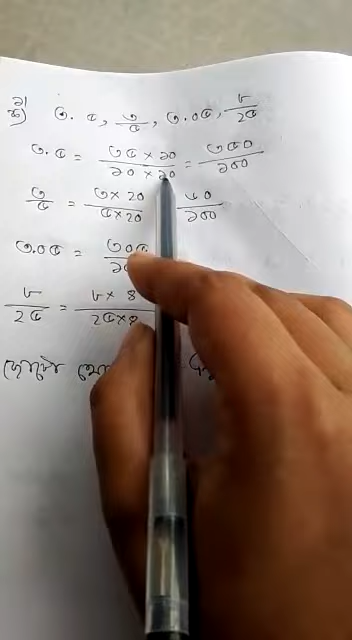 ২।
ক) ৩.৫, ৩/৫, ৩.০৫, ৮/২৫
৩.৫ = ৩৫ × ১০ / ১০ × ১০ = ৩৫০ / ১০০
৩/৫ = ৩ × ২০ / ৫ × ২০ ৬০ / ১০০
৩.০৫ = ৩০৫
৮/২৫ = ৮ × ৪ / ২৫ × ৪